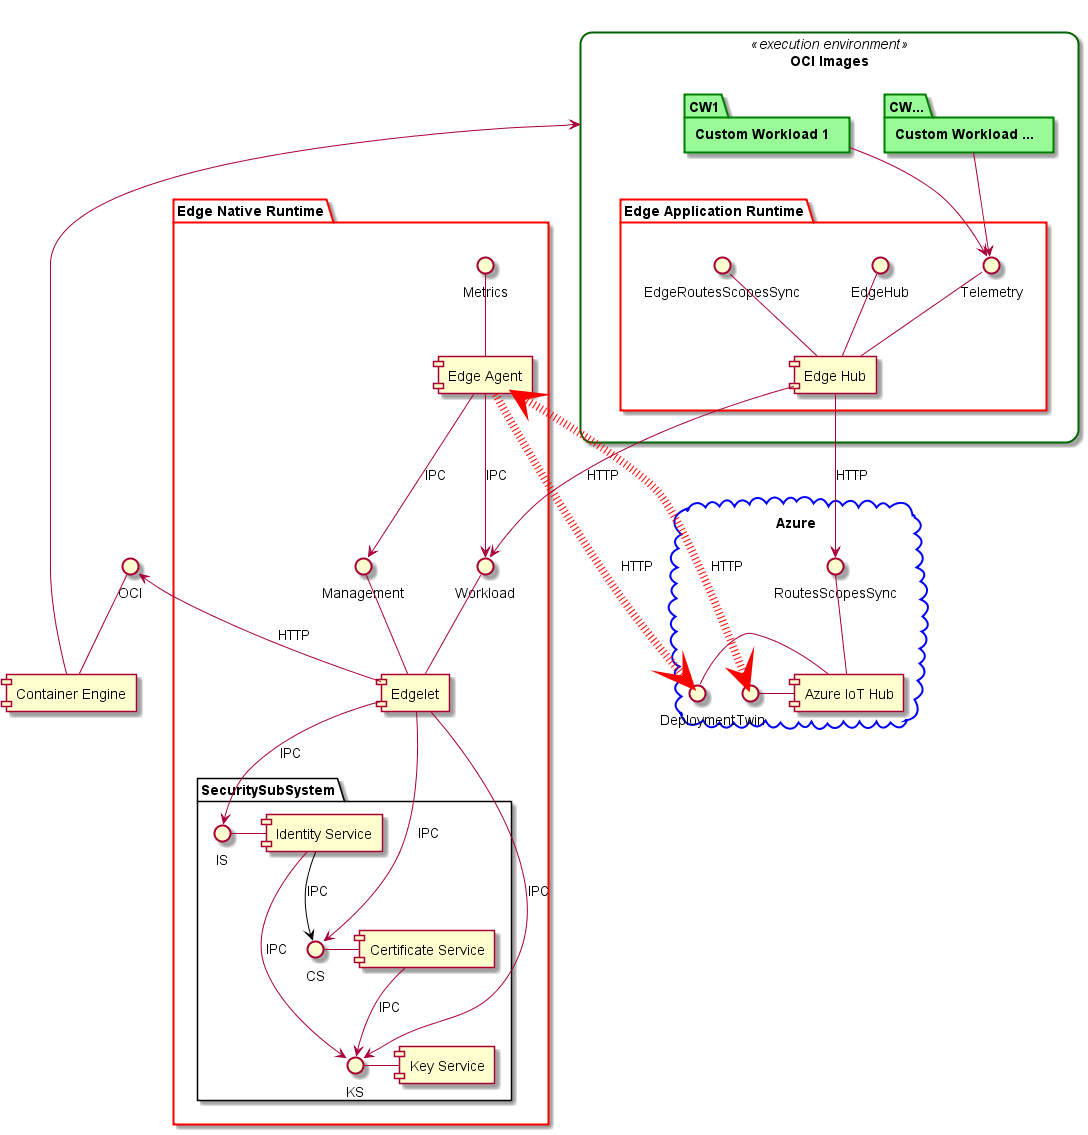 «execution environment»
OCI Images
CW1
Custom Workload 1
CW...
Custom Workload ...
Edge Native Runtime
Edge Application Runtime
Metrics
EdgeRoutesScopesSync
EdgeHub
Telemetry
Edge Agent
Edge Hub
IPC
IPC
HTTP
HTTP
Azure
HTTP
HTTP
OCI
Management
Workload
RoutesScopesSync
HTTP
Container Engine
Edgelet
Azure IoT Hub
Deployment
Twin
IPC
SecuritySubSystem
Identity Service
IPC
IS
IPC
IPC
IPC
Certificate Service
CS
IPC
Key Service
KS